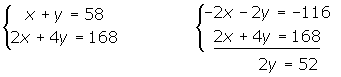 x + y = 58
2x + 4y = 168
-2x - 2y = -116
2x + 4y = 168
2y = 52